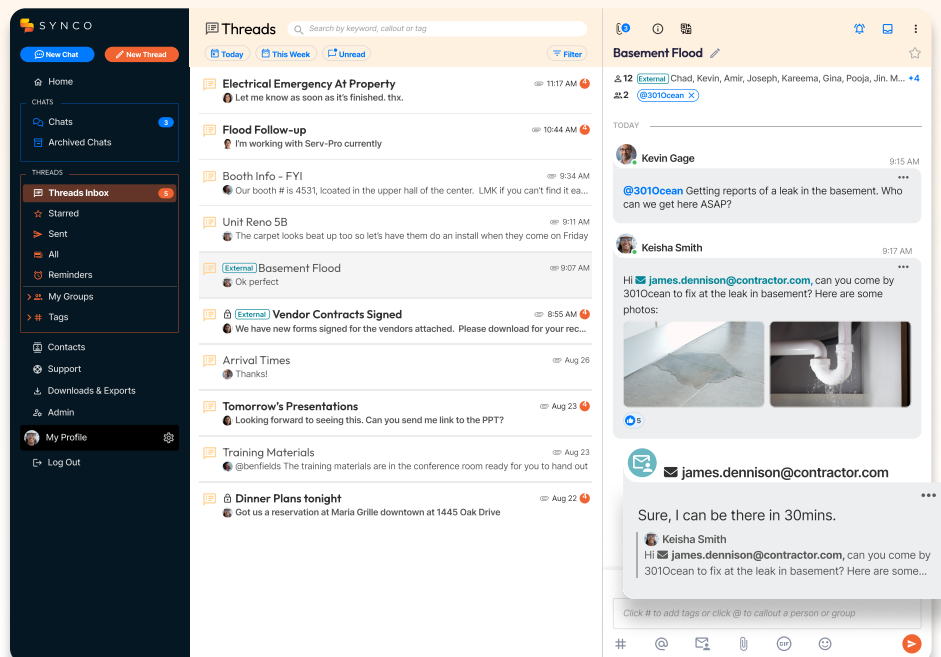 SYNCO
New Chat
New Thread
Home
CHATS
Chats
3
Archived Chats
THREADS
Threads Inbox
5
Starred
Sent
All
Reminders
My Groups
Tags
Contacts
Support
Downloads & Exports
Admin
My Profile
Log Out
Threads
Search by keyword, callout or tag
Today
This Week
Unread
Filter
Electrical Emergency At Property
11:17 AM
4
Let me know as soon as it's finished. thx.
Flood Follow-up
10:44 AM
4
I'm working with Serv-Pro currently
Booth Info - FYI
9:34 AM
Our booth # is 4531, lcoated in the upper hall of the center. LMK if you can't find it ea...
Unit Reno 5B
9:11 AM
The carpet looks beat up too so let's have them do an install when they come on Friday
External Basement Flood
9:07 AM
Ok perfect
External Vendor Contracts Signed
8:55 AM
4
We have new forms signed for the vendors attached. Please download for your rec...
Arrival Times
Aug 26
Thanks!
Tomorrow's Presentations
Aug 23
4
Looking forward to seeing this. Can you send me link to the PPT?
Training Materials
Aug 23
@benfields The training materials are in the conference room ready for you to hand out
Dinner Plans tonight
Aug 22
4
Got us a reservation at Maria Grille downtown at 1445 Oak Drive
3
Basement Flood
12 External Chad, Kevin, Amir, Joseph, Kareema, Gina, Pooja, Jin. M... +4
2 @301Ocean X
TODAY
Kevin Gage
9:15 AM
@301Ocean Getting reports of a leak in the basement. Who
can we get here ASAP?
Keisha Smith
9:17 AM
Hi james.dennison@contractor.com, can you come by
301Ocean to fix at the leak in basement? Here are some
photos:
5
james.dennison@contractor.com
Sure, I can be there in 30mins.
Keisha Smith
Hi james.dennison@contractor.com, can you come by
301Ocean to fix at the leak in basement? Here are some...
Click # to add tags or click @ to callout a person or group
GIF